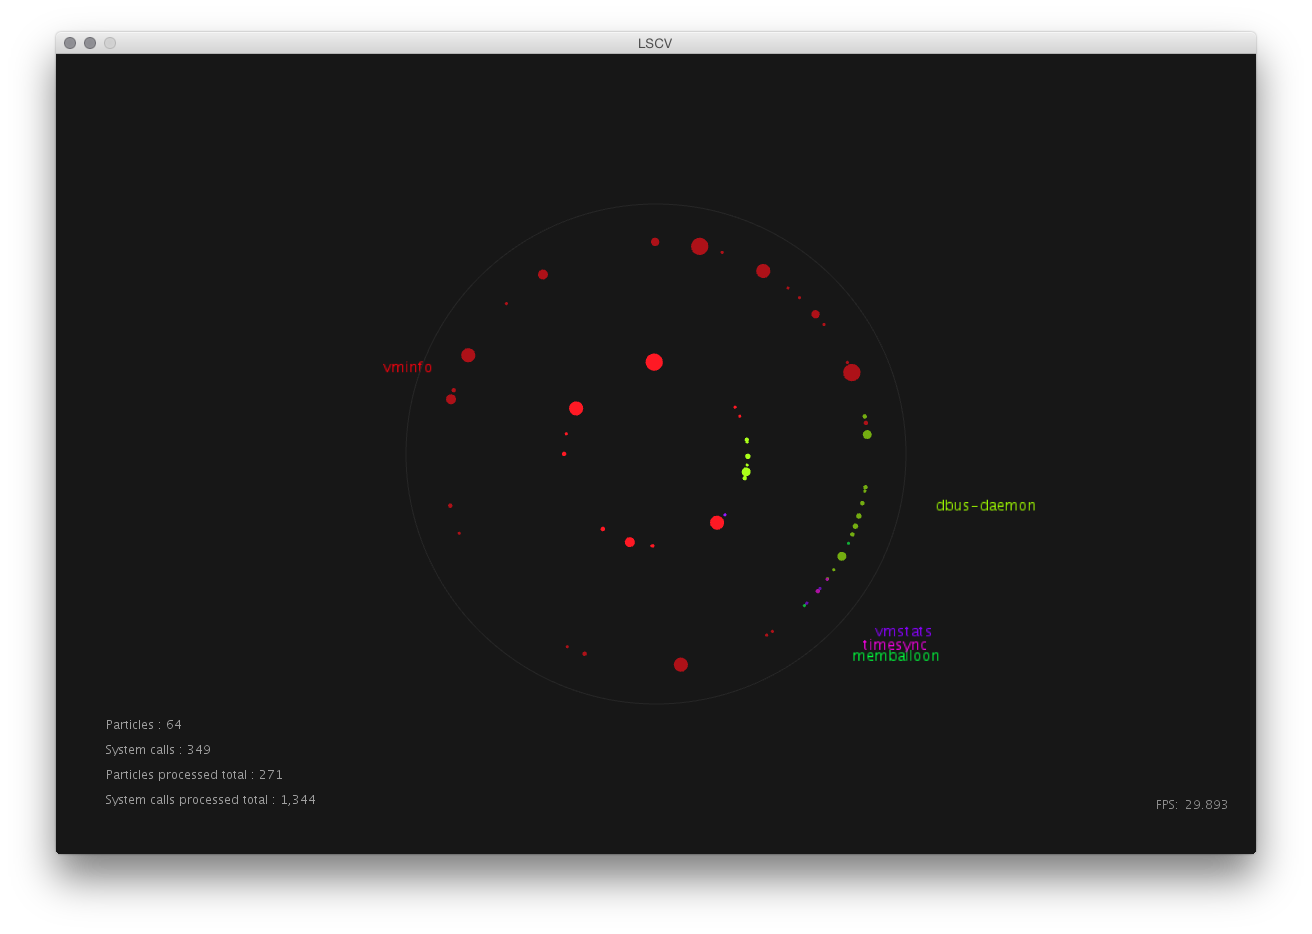 LSCV
vminfo
dbus-daemon
vmstats
timesync
memballoon
Particles : 64
System calls : 349
Particles processed total : 271
System calls processed total : 1,344
FPS: 29.893